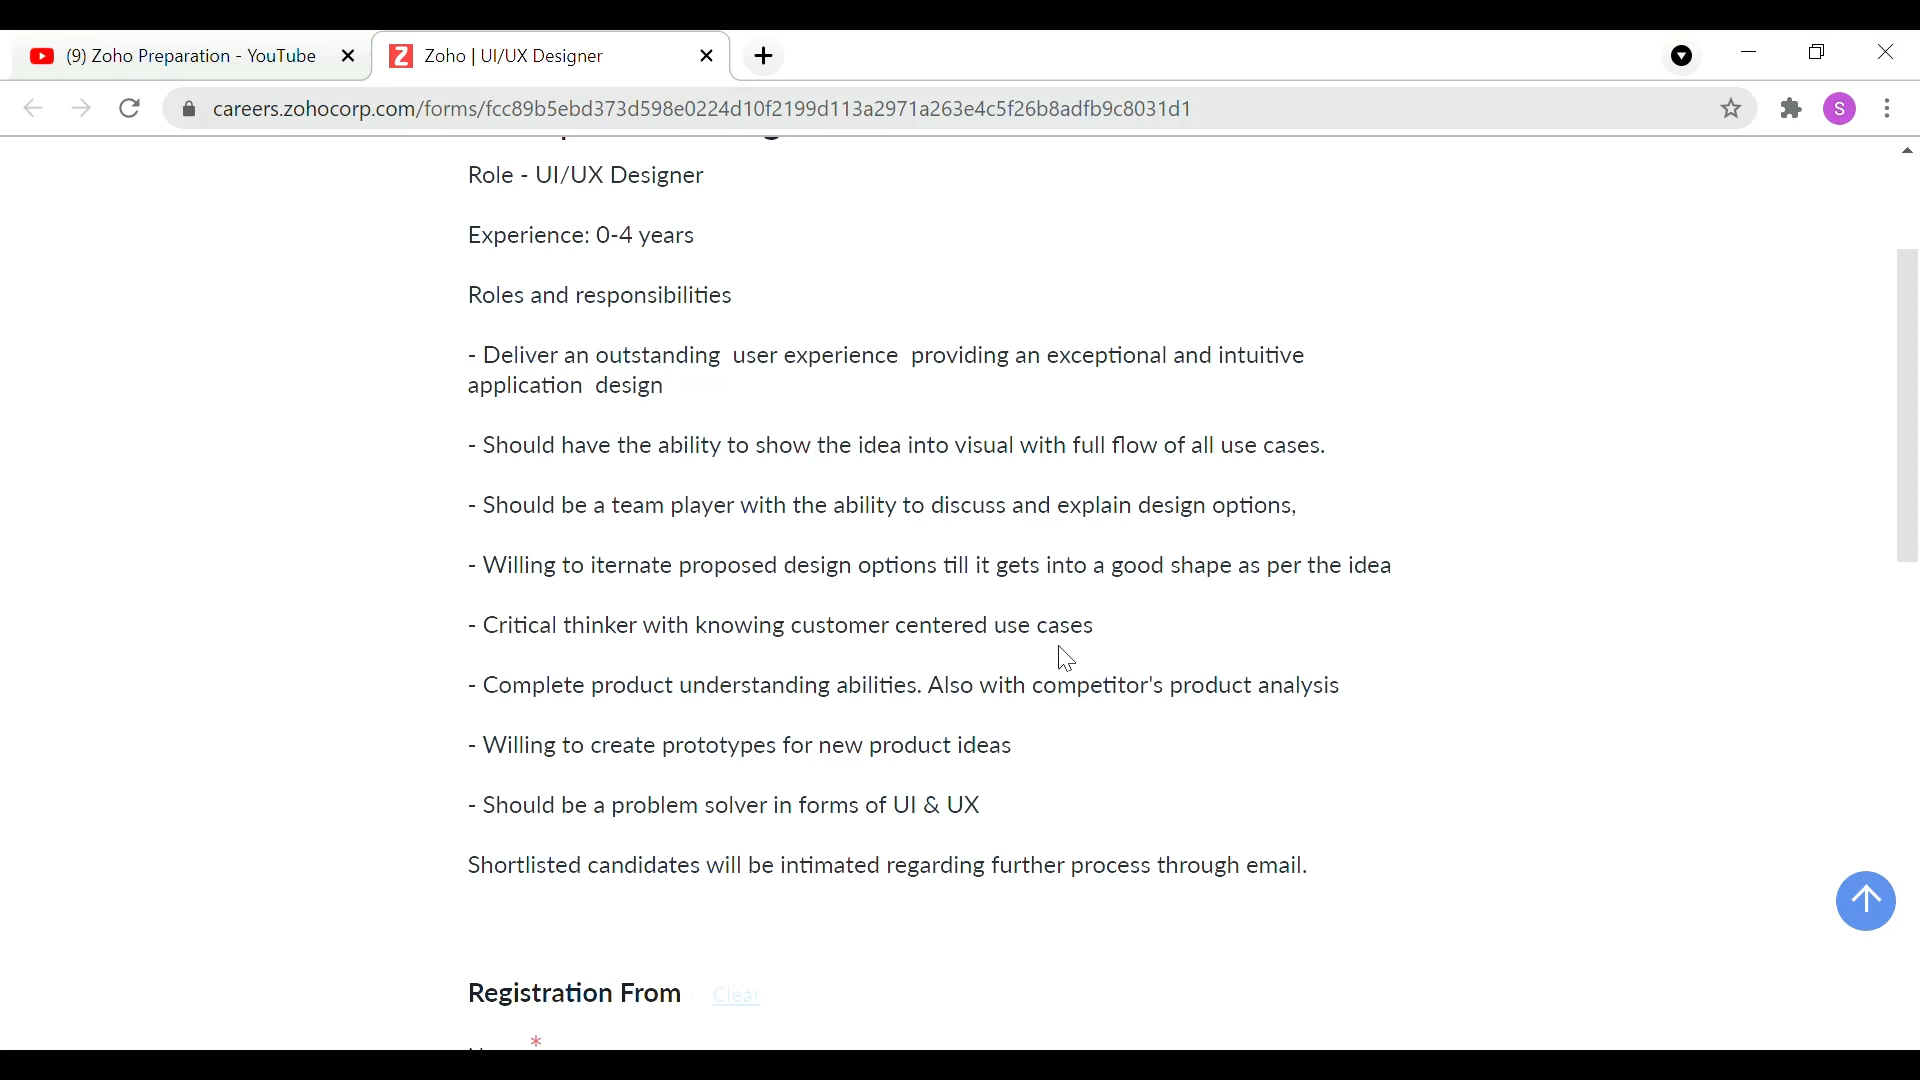 (9) Zoho Preparation - YouTube
Zoho | UI/UX Designer
careers.zohocorp.com/forms/fcc89b5ebd373d598e0224d10f2199d113a2971a263e4c5f26b8adfb9c8031d1
S
Role - UI/UX Designer
Experience: 0-4 years
Roles and responsibilities
- Deliver an outstanding user experience providing an exceptional and intuitive
application design
- Should have the ability to show the idea into visual with full flow of all use cases.
- Should be a team player with the ability to discuss and explain design options,
- Willing to iternate proposed design options till it gets into a good shape as per the idea
- Critical thinker with knowing customer centered use cases
- Complete product understanding abilities. Also with competitor's product analysis
- Willing to create prototypes for new product ideas
- Should be a problem solver in forms of UI & UX
Shortlisted candidates will be intimated regarding further process through email.
Registration From - Clear
*